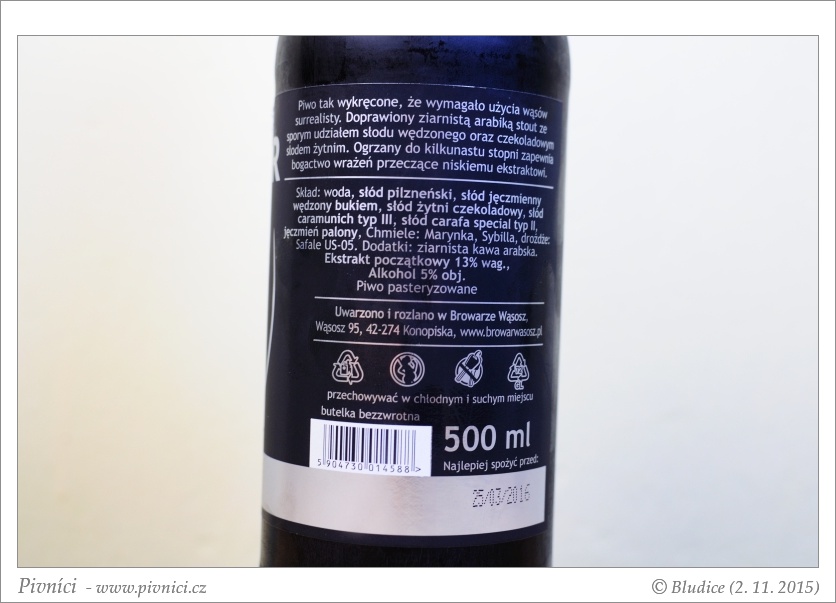 Piwo tak wykręcone, że wymagało użycia wąsów
surrealisty. Doprawiony ziarnistą arabiką stout ze
sporym udziałem słodu wędzonego oraz czekoladowym
słodem żytnim. Ogrzany do kilkunastu stopni zapewnia
bogactwo wrażeń przeczące niskiemu ekstraktowi.
R
Skład: woda, słód pilzneński, słód jęczmienny
wędzony bukiem, słód żytni czekoladowy, słód
caramunich typ III, słód carafa special typ II,
jęczmień palony, Chmiele: Marynka, Sybilla, drożdże:
Safale US-05. Dodatki: ziarnista kawa arabska.
Ekstrakt początkowy 13% wag.,
Alkohol 5% obj.
Piwo pasteryzowane
Uwarzono i rozlano w Browarze Wąsosz,
Wąsosz 95, 42-274 Konopiska, www.browarwasosz.pl
przechowywać w chłodnym i suchym miejscu
butelka bezzwrotna
500 ml
5 904730 014588 >
Najlepiej spożyć przed:
25/03/2016
Pivníci - www.pivnici.cz
© Bludice (2. 11. 2015)